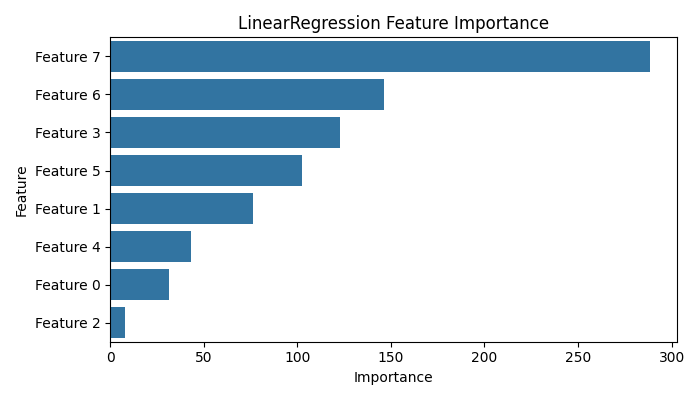 LinearRegression Feature Importance
Feature
Feature 7
Feature 6
Feature 3
Feature 5
Feature 1
Feature 4
Feature 0
Feature 2
0 50 100 150 200 250 300
Importance